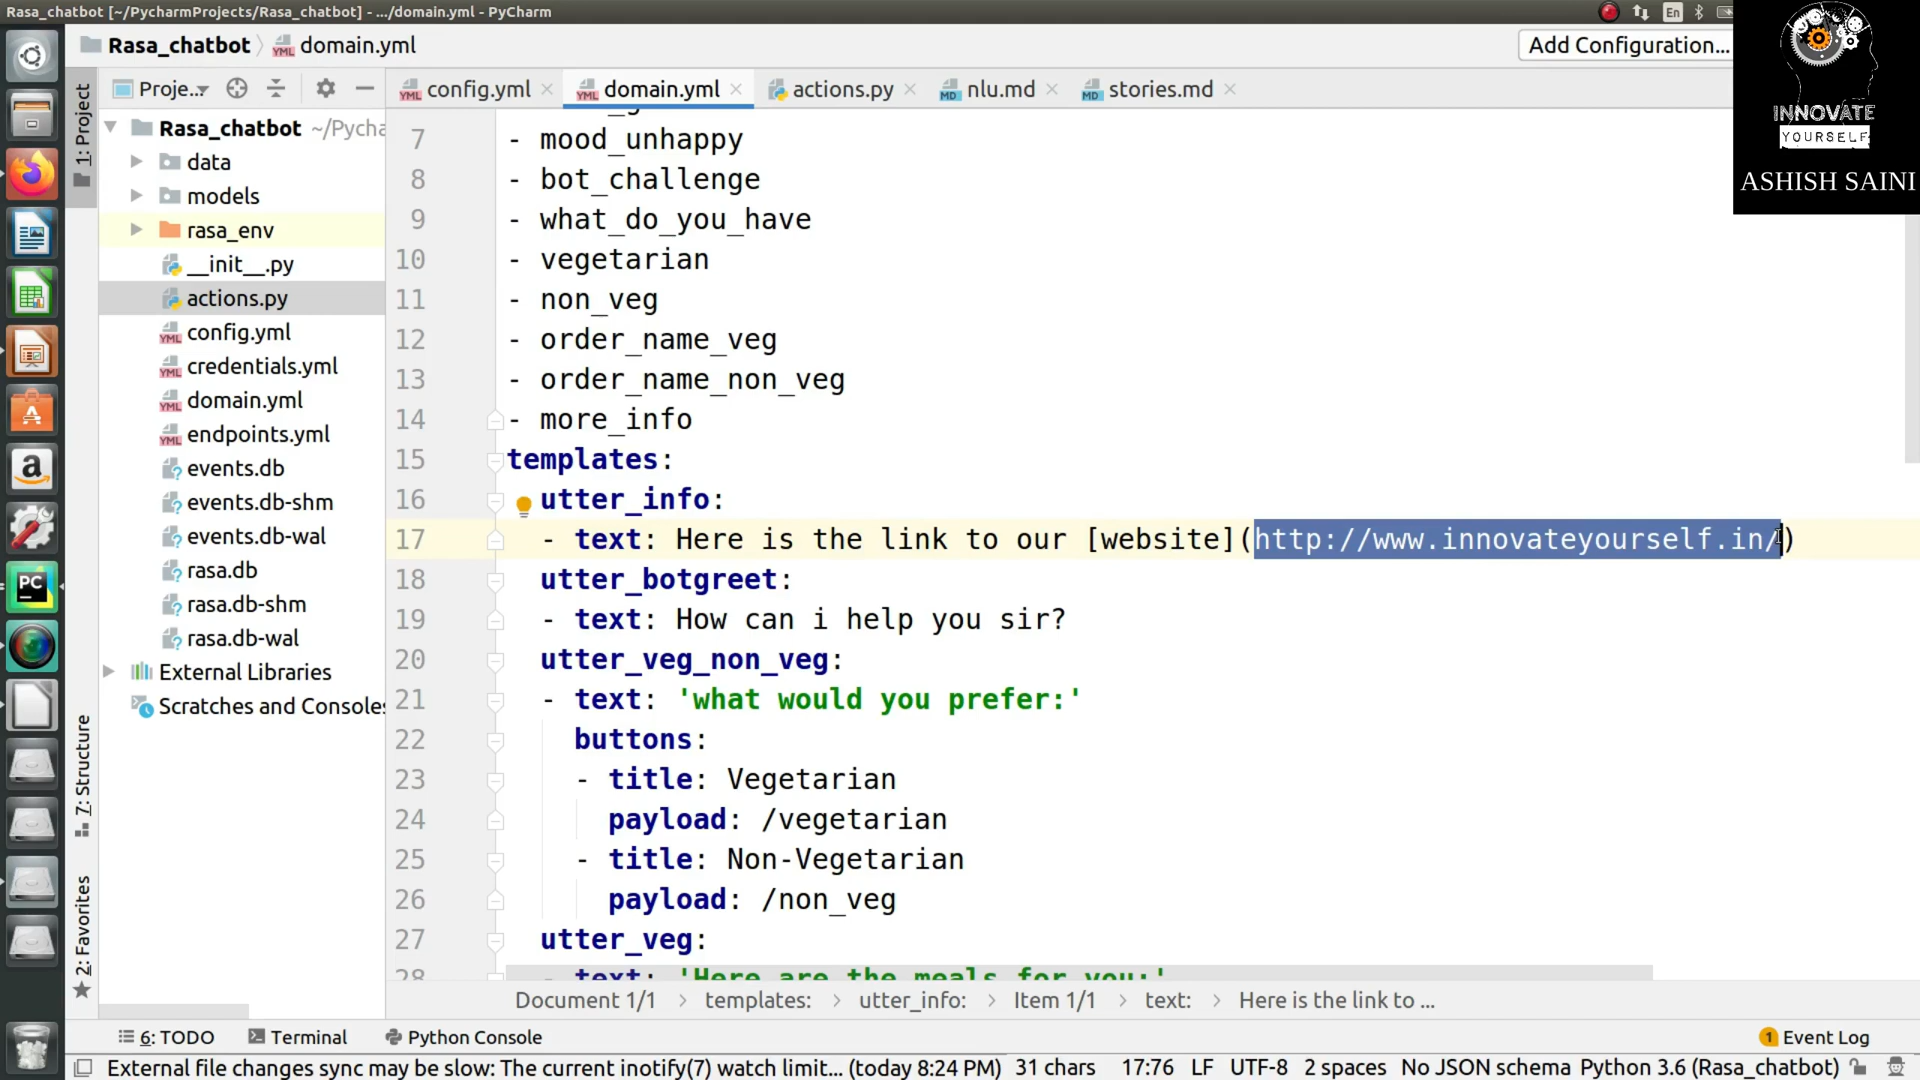 Rasa_chatbot [~/PycharmProjects/Rasa_chatbot] - .../domain.yml - PyCharm
En
Rasa_chatbot domain.yml
Add Configuration...
INNOVATE
YOURSELF
ASHISH SAINI
1: Project
Proje...
config.yml
domain.yml
actions.py
nlu.md
stories.md
Rasa_chatbot ~/Pycha
data
models
rasa_env
__init__.py
actions.py
config.yml
credentials.yml
domain.yml
endpoints.yml
events.db
events.db-shm
events.db-wal
rasa.db
rasa.db-shm
rasa.db-wal
External Libraries
Scratches and Consoles
7: Structure
2: Favorites
PC
7 - mood_unhappy
8 - bot_challenge
9 - what_do_you_have
10 - vegetarian
11 - non_veg
12 - order_name_veg
13 - order_name_non_veg
14 - more_info
15 templates:
16 utter_info:
17 - text: Here is the link to our [website](http://www.innovateyourself.in/)
18 utter_botgreet:
19 - text: How can i help you sir?
20 utter_veg_non_veg:
21 - text: 'what would you prefer:'
22 buttons:
23 - title: Vegetarian
24 payload: /vegetarian
25 - title: Non-Vegetarian
26 payload: /non_veg
27 utter_veg:
28 - text: 'Here are the meals for you:'
Document 1/1 > templates: > utter_info: > Item 1/1 > text: > Here is the link to ...
6: TODO
Terminal
Python Console
1 Event Log
External file changes sync may be slow: The current inotify(7) watch limit... (today 8:24 PM) 31 chars 17:76 LF UTF-8 2 spaces No JSON schema Python 3.6 (Rasa_chatbot)